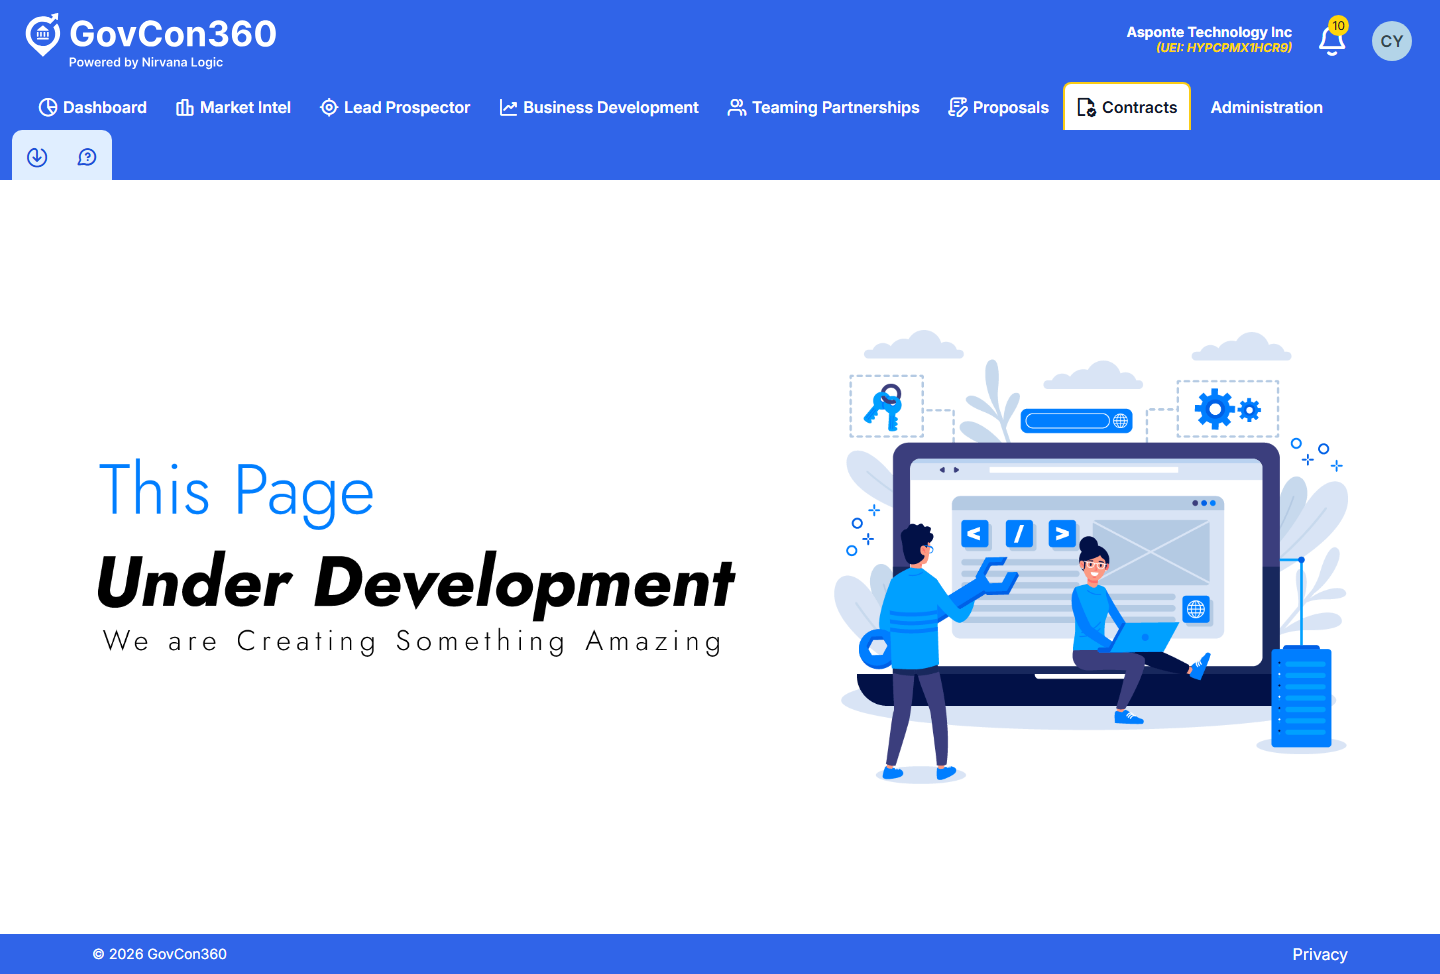 GovCon360
Powered by Nirvana Logic
Asponte Technology Inc
(UEI: HYPCPMX1HCR9)
10
CY
Dashboard
Market Intel
Lead Prospector
Business Development
Teaming Partnerships
Proposals
Contracts
Administration
This Page
Under Development
We are Creating Something Amazing
< / >
© 2026 GovCon360
Privacy